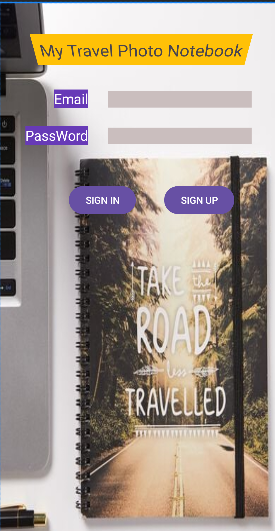 My Travel Photo Notebook
Email
PassWord
SIGN IN
SIGN UP
TAKE the
ROAD
less
TRAVELLED